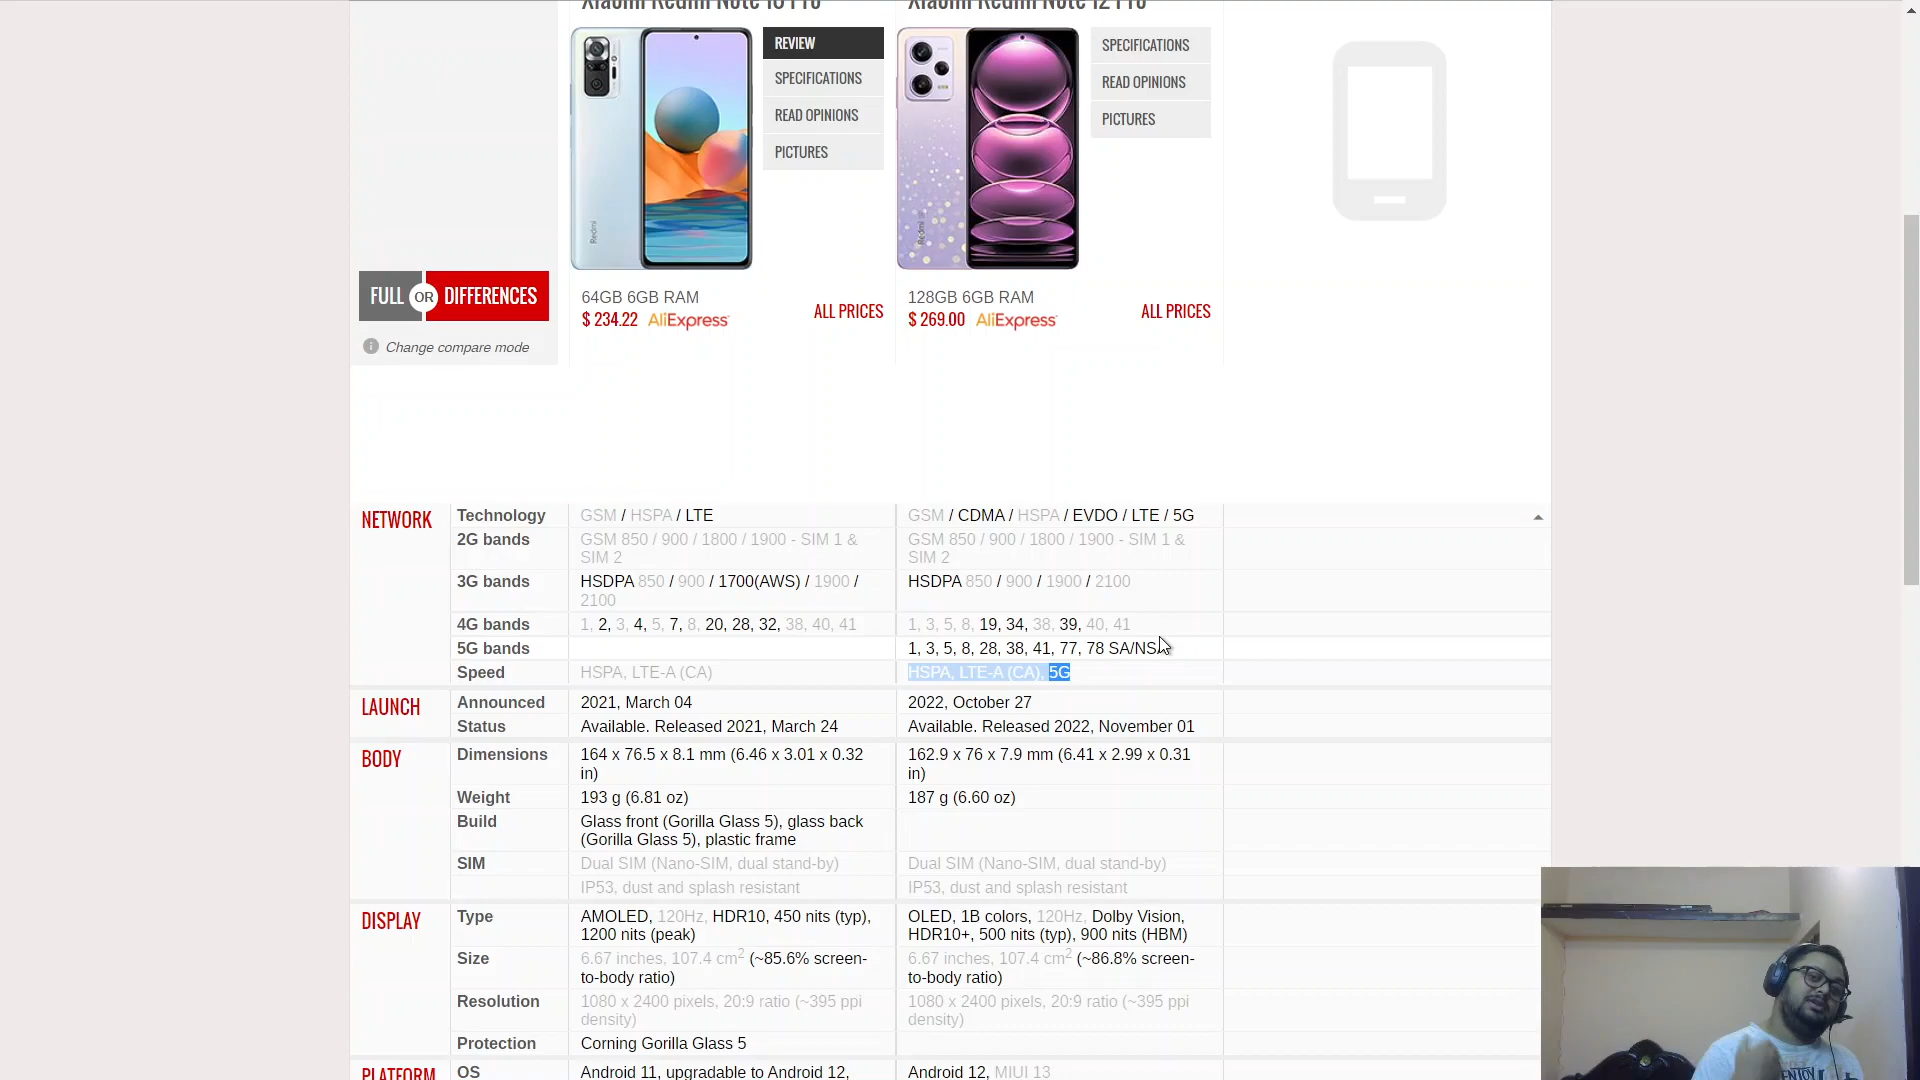 Xiaomi Redmi Note 10 Pro
Xiaomi Redmi Note 12 Pro
REVIEW
SPECIFICATIONS
READ OPINIONS
PICTURES
SPECIFICATIONS
READ OPINIONS
PICTURES
Redmi
Redmi
FULL OR DIFFERENCES
Change compare mode
64GB 6GB RAM
$ 234.22 AliExpress
ALL PRICES
128GB 6GB RAM
$ 269.00 AliExpress
ALL PRICES
NETWORK
Technology
GSM / HSPA / LTE
GSM / CDMA / HSPA / EVDO / LTE / 5G
2G bands
GSM 850 / 900 / 1800 / 1900 - SIM 1 &
SIM 2
GSM 850 / 900 / 1800 / 1900 - SIM 1 &
SIM 2
3G bands
HSDPA 850 / 900 / 1700(AWS) / 1900 /
2100
HSDPA 850 / 900 / 1900 / 2100
4G bands
1, 2, 3, 4, 5, 7, 8, 20, 28, 32, 38, 40, 41
1, 3, 5, 8, 19, 34, 38, 39, 40, 41
5G bands
1, 3, 5, 8, 28, 38, 41, 77, 78 SA/NSA
Speed
HSPA, LTE-A (CA)
HSPA, LTE-A (CA), 5G
LAUNCH
Announced
2021, March 04
2022, October 27
Status
Available. Released 2021, March 24
Available. Released 2022, November 01
BODY
Dimensions
164 x 76.5 x 8.1 mm (6.46 x 3.01 x 0.32
in)
162.9 x 76 x 7.9 mm (6.41 x 2.99 x 0.31
in)
Weight
193 g (6.81 oz)
187 g (6.60 oz)
Build
Glass front (Gorilla Glass 5), glass back
(Gorilla Glass 5), plastic frame
SIM
Dual SIM (Nano-SIM, dual stand-by)
Dual SIM (Nano-SIM, dual stand-by)
IP53, dust and splash resistant
IP53, dust and splash resistant
DISPLAY
Type
AMOLED, 120Hz, HDR10, 450 nits (typ),
1200 nits (peak)
OLED, 1B colors, 120Hz, Dolby Vision,
HDR10+, 500 nits (typ), 900 nits (HBM)
Size
6.67 inches, 107.4 cm² (~85.6% screen-
to-body ratio)
6.67 inches, 107.4 cm² (~86.8% screen-
to-body ratio)
Resolution
1080 x 2400 pixels, 20:9 ratio (~395 ppi
density)
1080 x 2400 pixels, 20:9 ratio (~395 ppi
density)
Protection
Corning Gorilla Glass 5
PLATFORM
OS
Android 11, upgradable to Android 12,
Android 12, MIUI 13
ENJOY